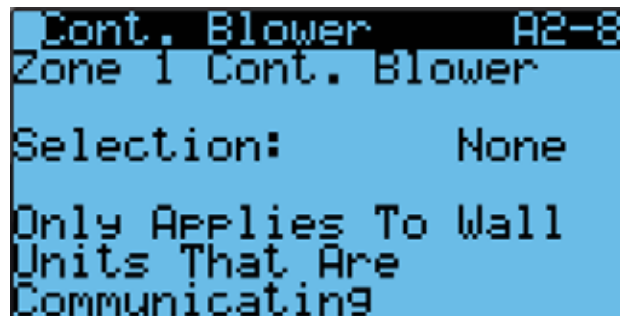 Cont. Blower A2-8
Zone 1 Cont. Blower
Selection: None
Only Applies To Wall
Units That Are
Communicating